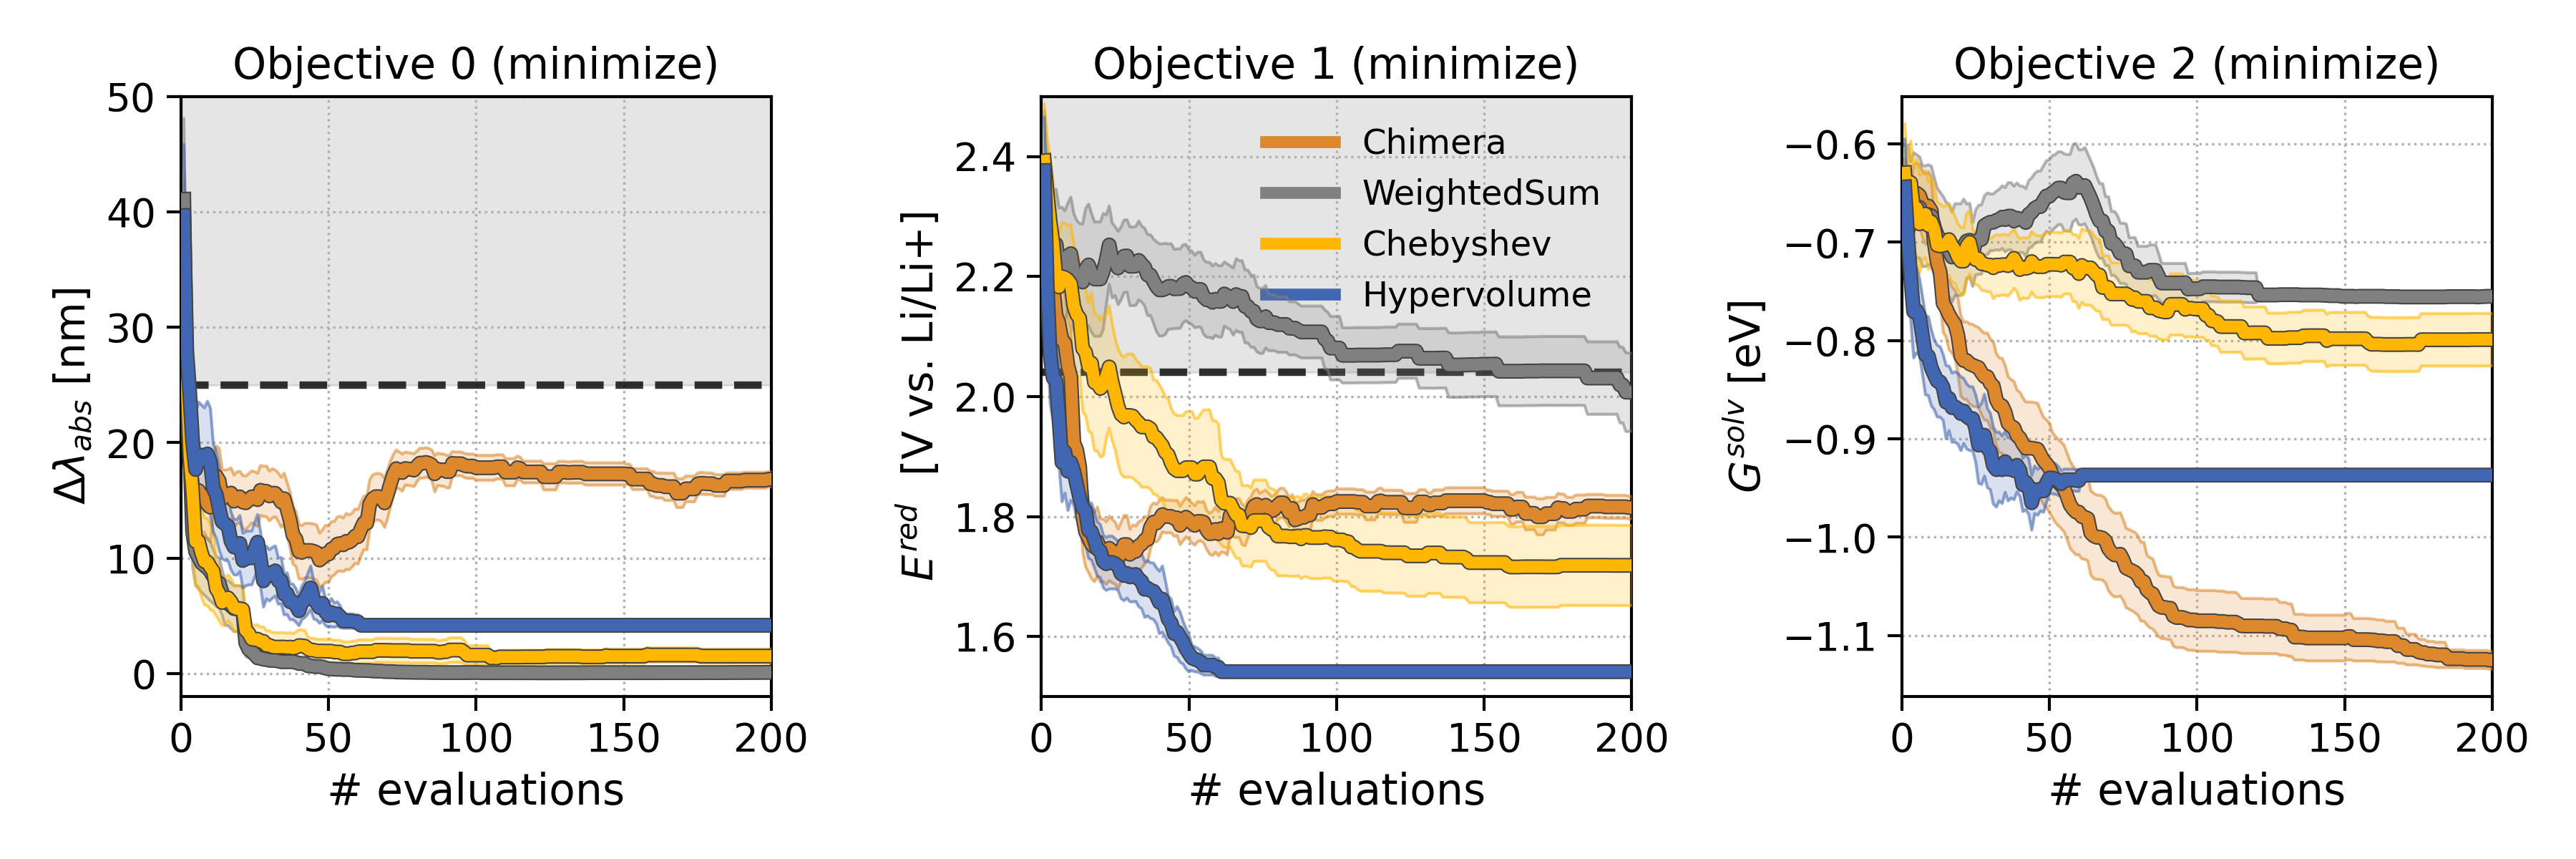 Objective 0 (minimize)
Δλabs [nm]
50
40
30
20
10
0
0 50 100 150 200
# evaluations
Objective 1 (minimize)
E^red [V vs. Li/Li+]
2.4
2.2
2.0
1.8
1.6
Chimera
WeightedSum
Chebyshev
Hypervolume
0 50 100 150 200
# evaluations
Objective 2 (minimize)
G^solv [eV]
−0.6
−0.7
−0.8
−0.9
−1.0
−1.1
0 50 100 150 200
# evaluations